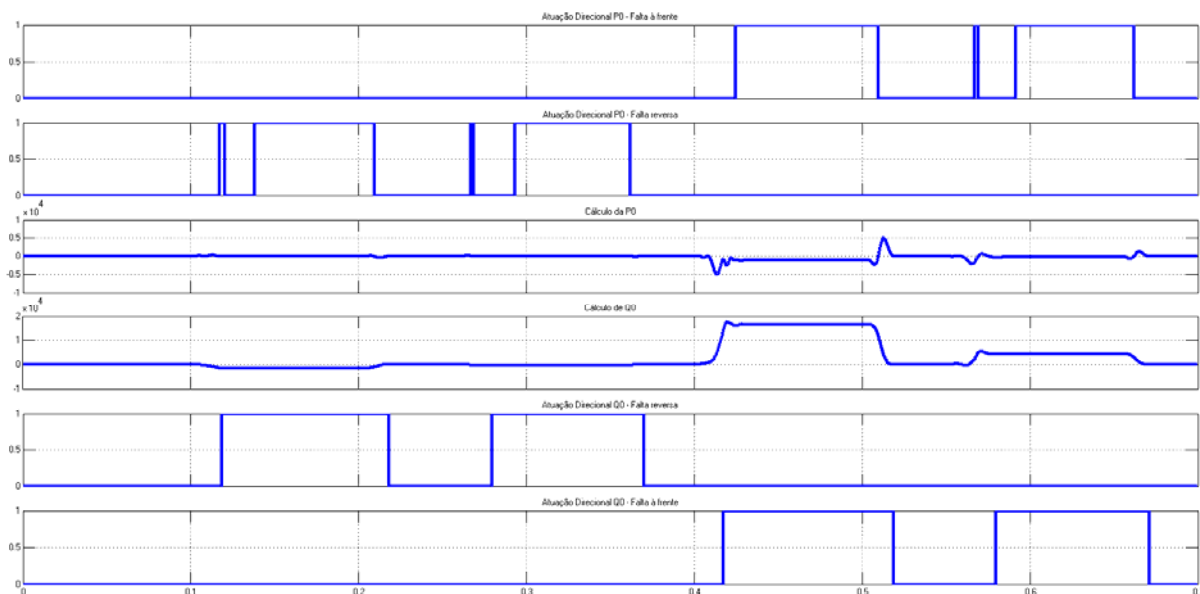 Atuação Direcional P0 - Falta à frente
1
0.5
0
Atuação Direcional P0 - Falta reversa
1
0.5
0
x 10^4
Cálculo da P0
1
0.5
0
-0.5
-1
x 10^4
Cálculo de Q0
2
1
0
-1
Atuação Direcional Q0 - Falta reversa
1
0.5
0
Atuação Direcional Q0 - Falta à frente
1
0.5
0
0 0.1 0.2 0.3 0.4 0.5 0.6